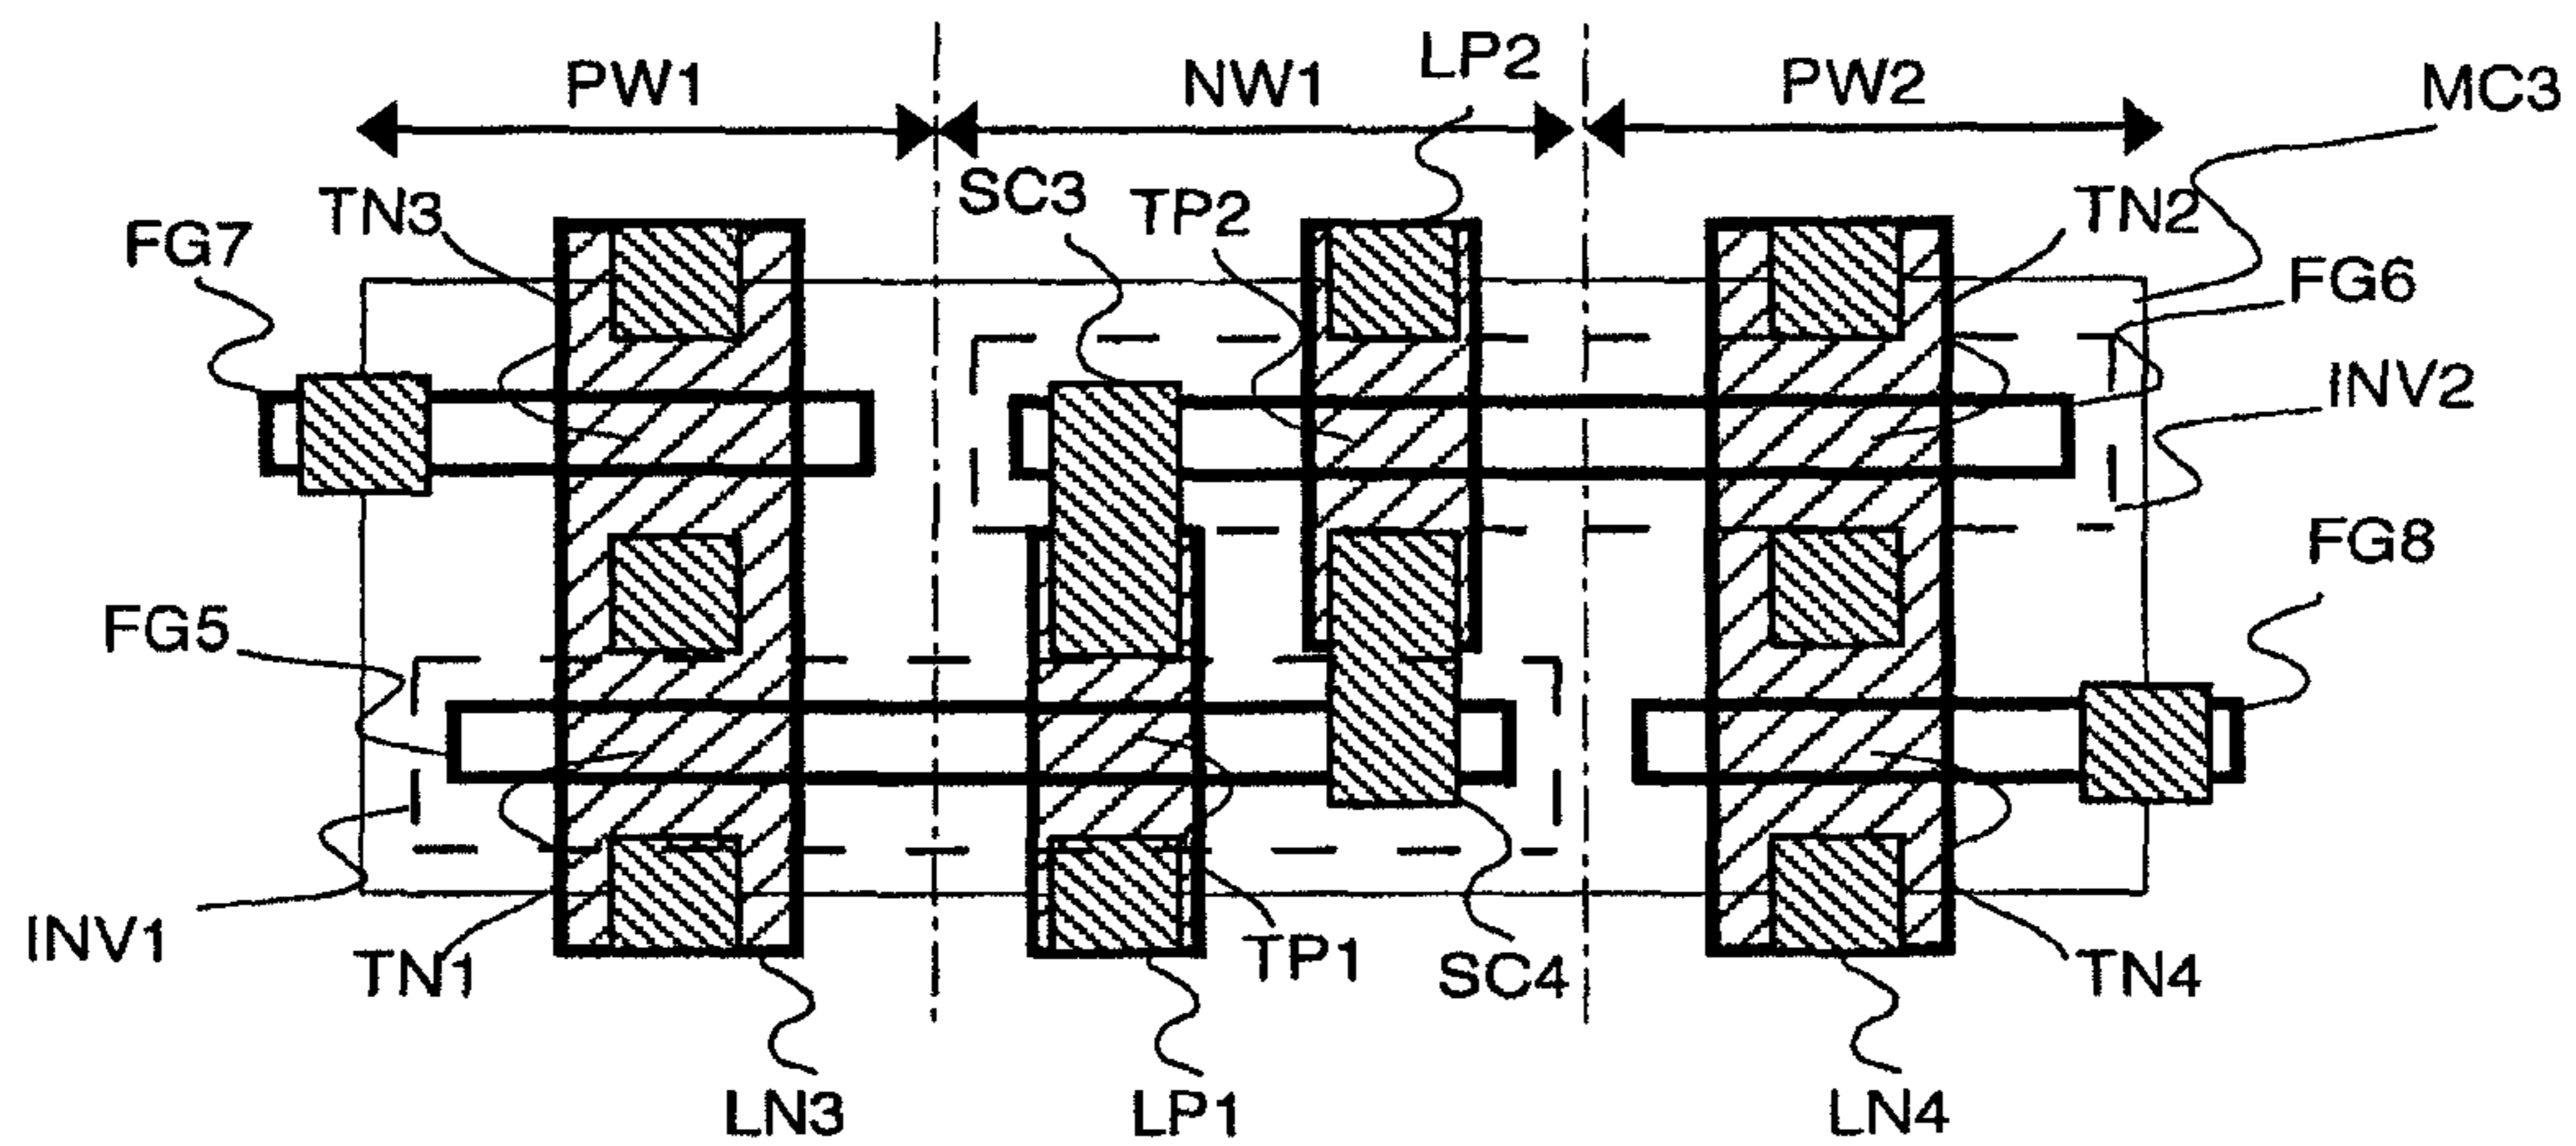 PW1 NW1 LP2 PW2 MC3
TN3 SC3 TP2 TN2
FG7 FG6
INV2
FG5 FG8
INV1 TN1 TP1 SC4 TN4
LN3 LP1 LN4